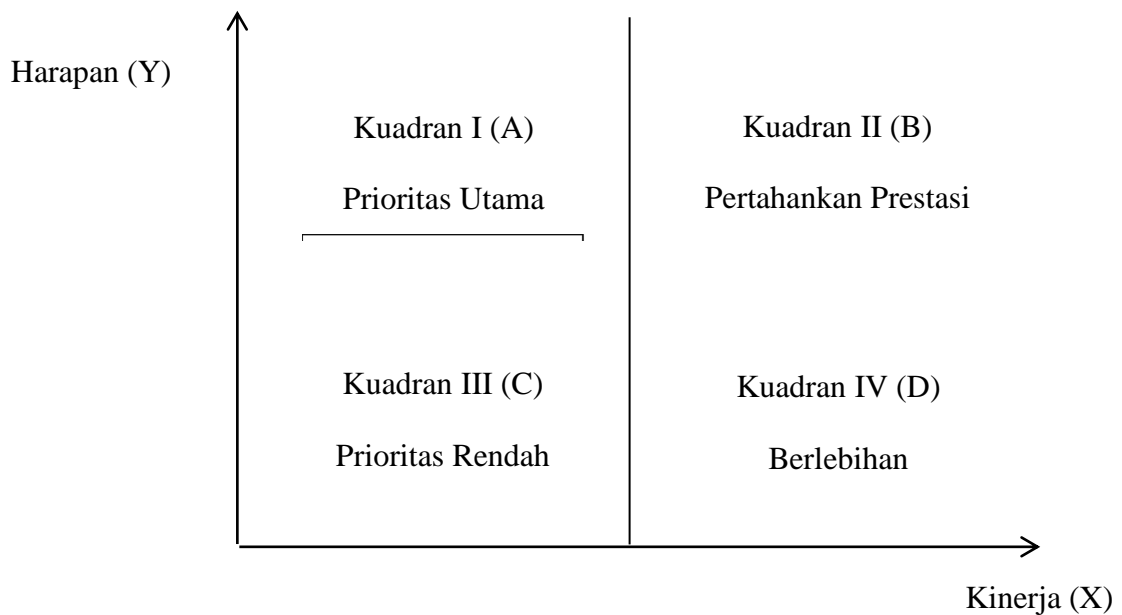 Harapan (Y)
Kuadran I (A)
Kuadran II (B)
Prioritas Utama
Pertahankan Prestasi
Kuadran III (C)
Kuadran IV (D)
Prioritas Rendah
Berlebihan
Kinerja (X)